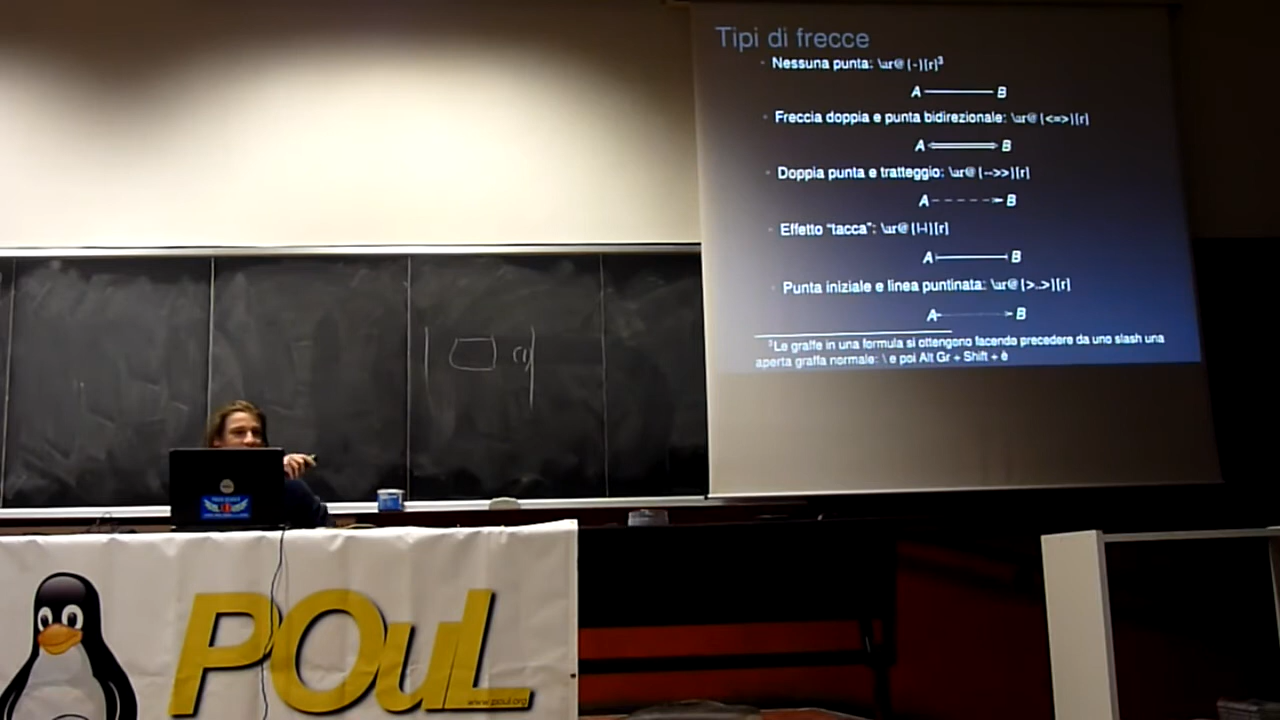 Tipi di frecce
Nessuna punta: \ar@{-}[r]³
A B
Freccia doppia e punta bidirezionale: \ar@{<=>}[r]
A B
Doppia punta e tratteggio: \ar@{-->>}[r]
A B
Effetto “tacca”: \ar@{|-|}[r]
A B
Punta iniziale e linea puntinata: \ar@{>..>}[r]
A B
³Le graffe in una formula si ottengono facendo precedere da uno slash una
aperta graffa normale: \ e poi Alt Gr + Shift + è
POuL
www.poul.org